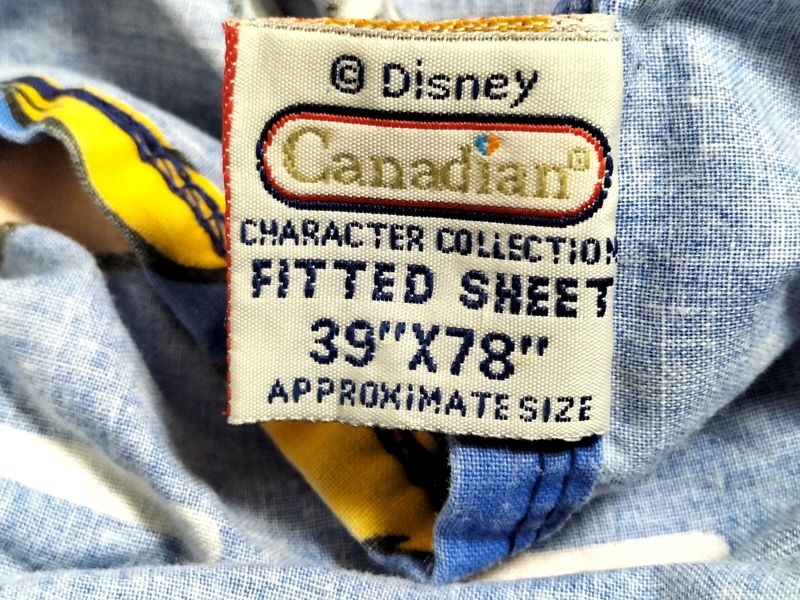 © Disney
Canadian
CHARACTER COLLECTION
FITTED SHEET
39"X78"
APPROXIMATE SIZE